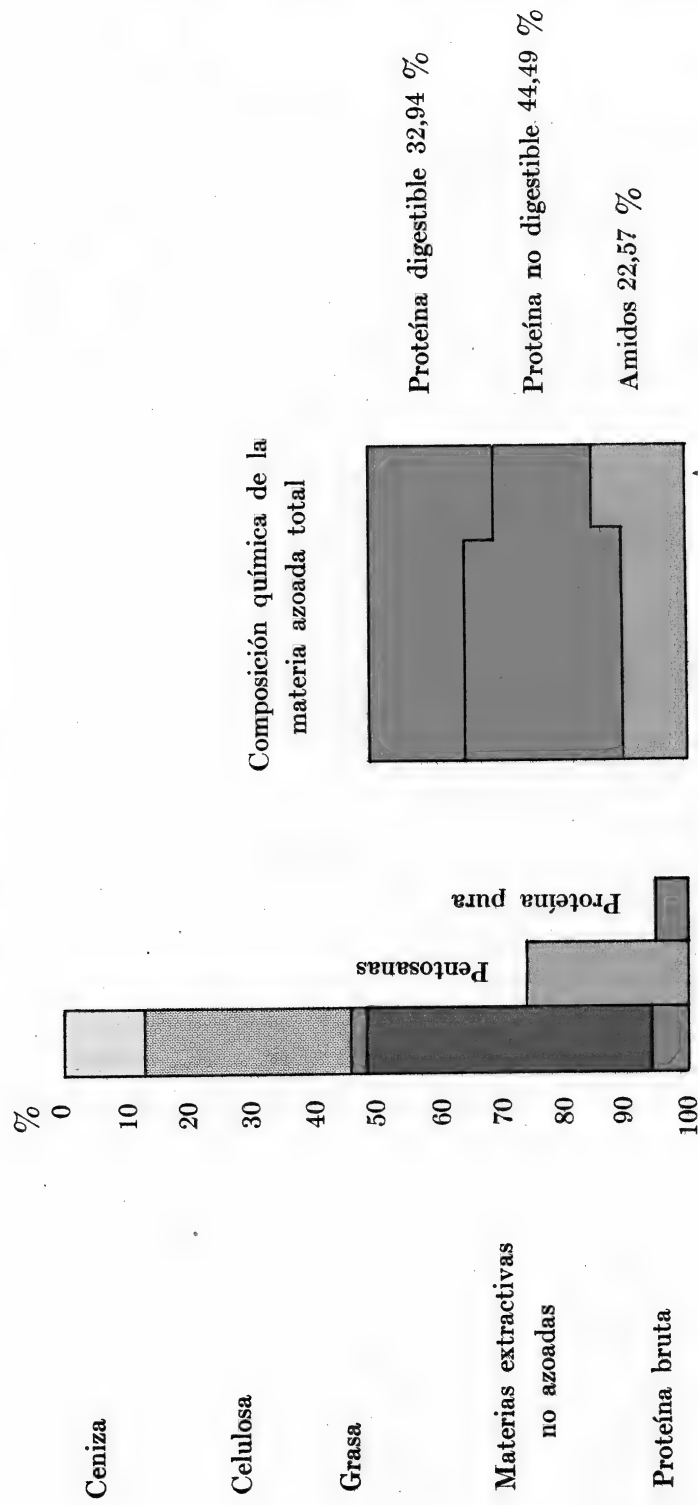 Ceniza
Celulosa
Grasa
Materias extractivas
no azoadas
Proteína bruta
%
0
10
20
30
40
50
60
70
80
90
100
Pentosanas
Proteína pura
Composición química de la
materia azoada total
Proteína digestible 32,94 %
Proteína no digestible 44,49 %
Amidos 22,57 %